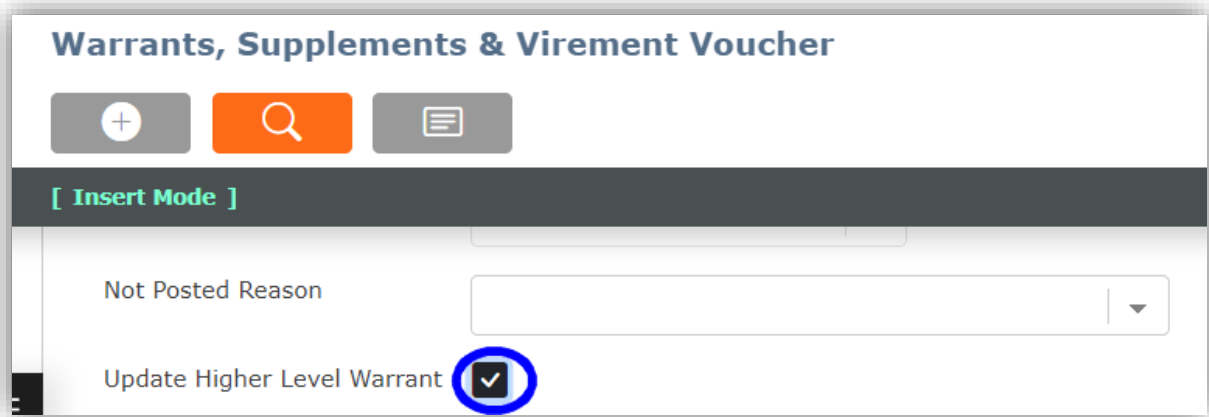 Warrants, Supplements & Virement Voucher
[ Insert Mode ]
Not Posted Reason
Update Higher Level Warrant